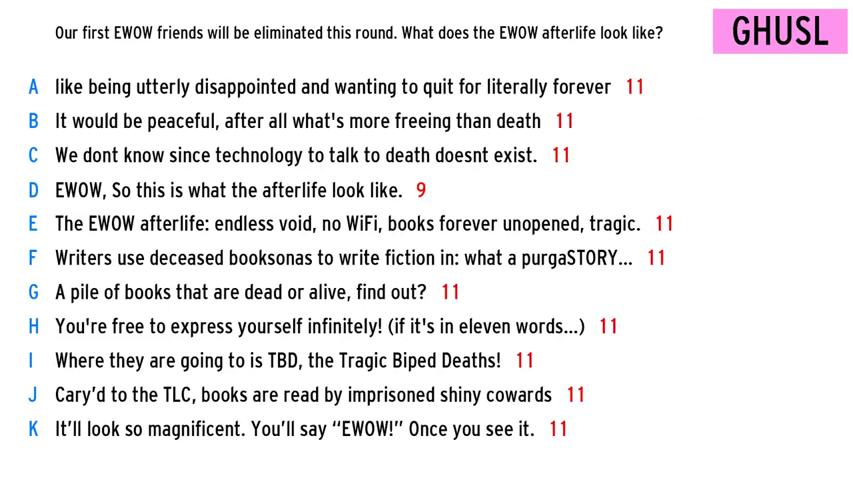 Our first EWOW friends will be eliminated this round. What does the EWOW afterlife look like?
GHUSL
A like being utterly disappointed and wanting to quit for literally forever 11
B It would be peaceful, after all what's more freeing than death 11
C We dont know since technology to talk to death doesnt exist. 11
D EWOW, So this is what the afterlife look like. 9
E The EWOW afterlife: endless void, no WiFi, books forever unopened, tragic. 11
F Writers use deceased booksonas to write fiction in: what a purgaSTORY... 11
G A pile of books that are dead or alive, find out? 11
H You're free to express yourself infinitely! (if it's in eleven words...) 11
I Where they are going to is TBD, the Tragic Biped Deaths! 11
J Cary’d to the TLC, books are read by imprisoned shiny cowards 11
K It’ll look so magnificent. You’ll say “EWOW!” Once you see it. 11